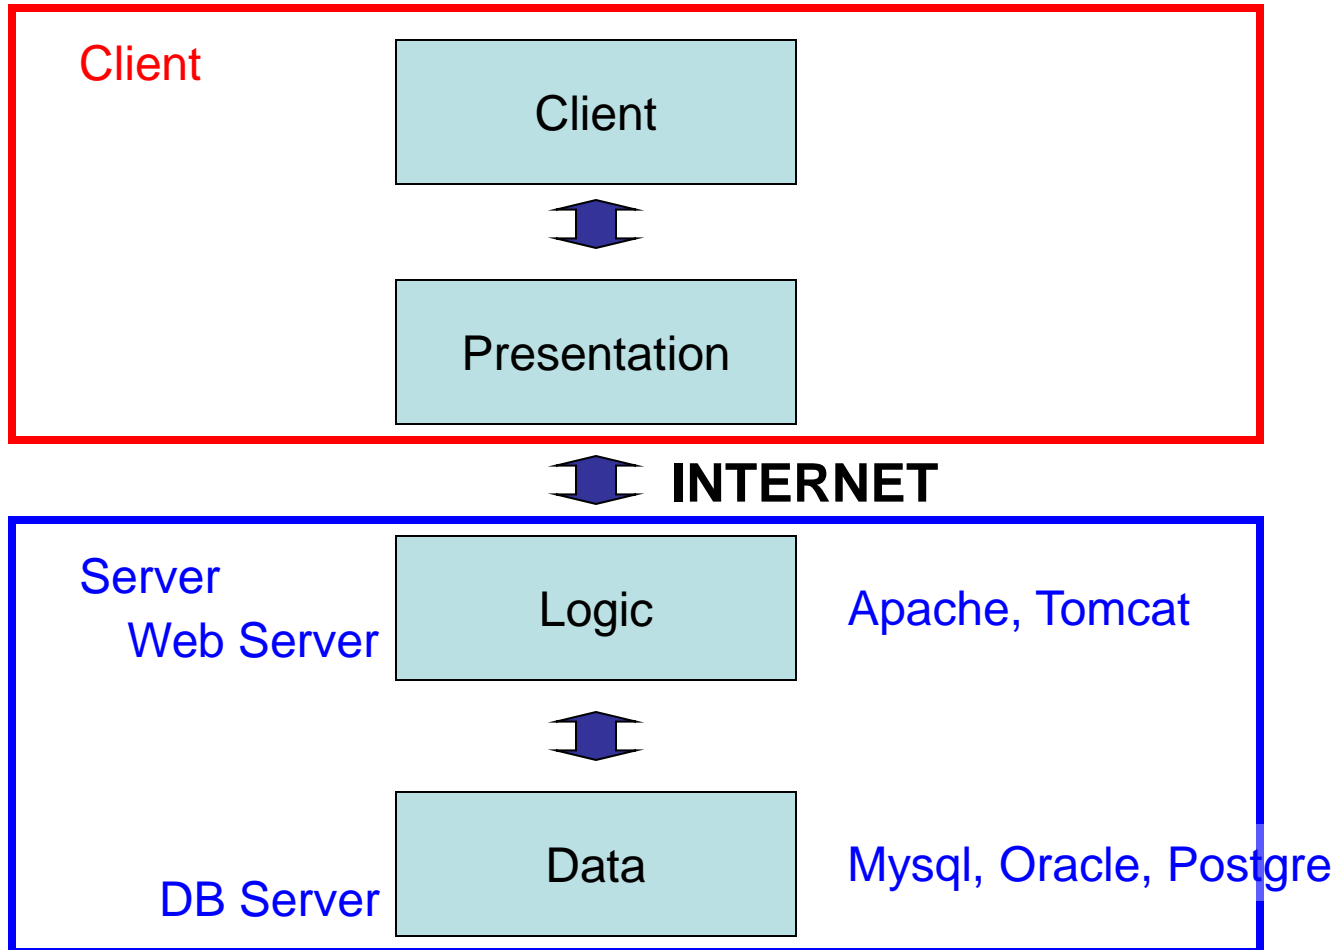 Client
Client
Presentation
INTERNET
Server
Web Server
Logic
Apache, Tomcat
Data
Mysql, Oracle, Postgre
DB Server